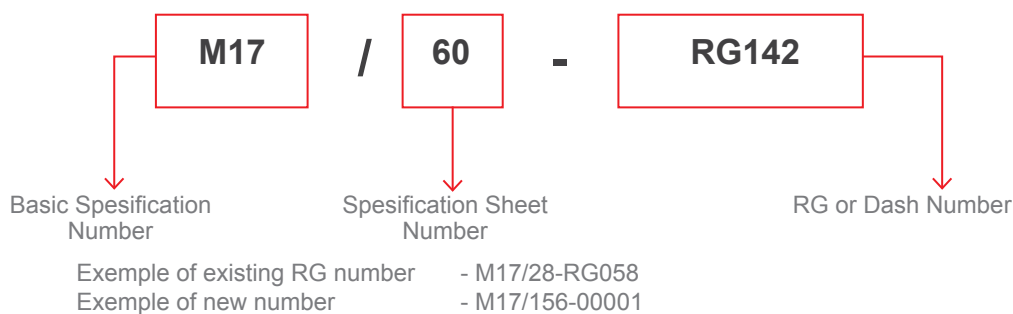 M17 / 60 - RG142
Basic Spesification Spesification Sheet RG or Dash Number
Number Number
Exemple of existing RG number - M17/28-RG058
Exemple of new number - M17/156-00001